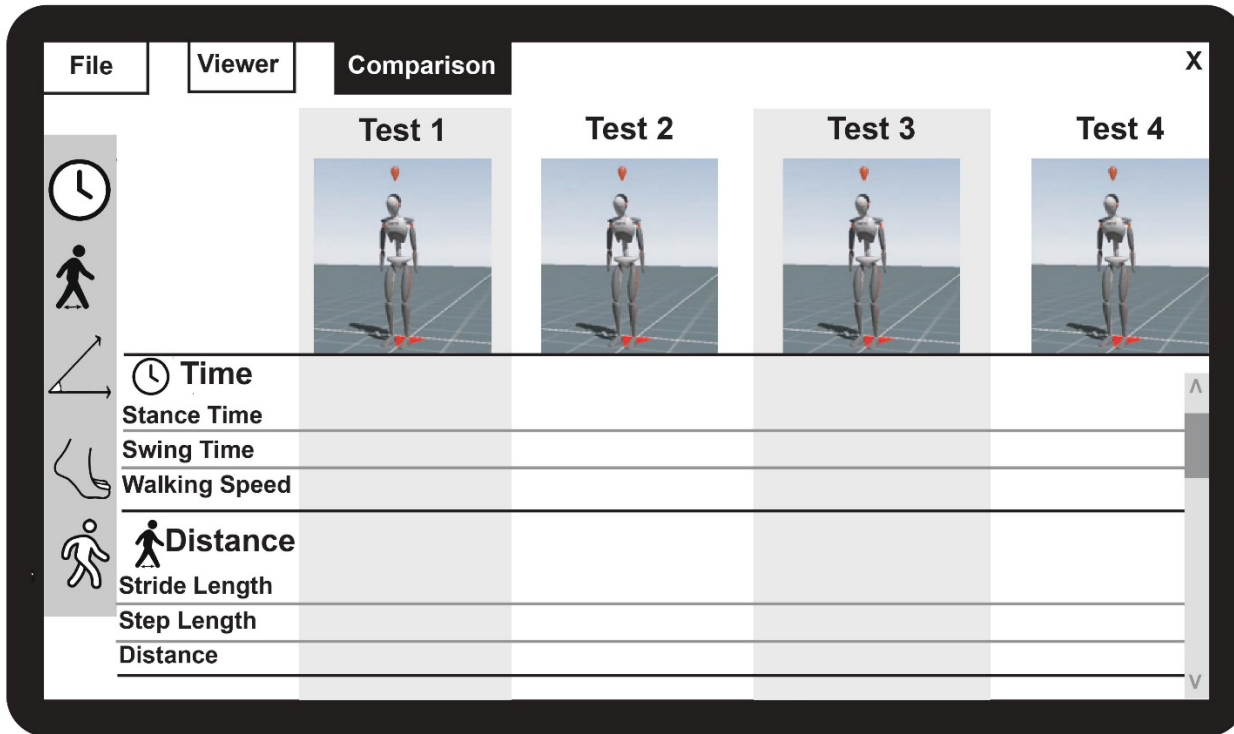 File Viewer Comparison X
Test 1 Test 2 Test 3 Test 4
Time
Stance Time
Swing Time
Walking Speed
Distance
Stride Length
Step Length
Distance